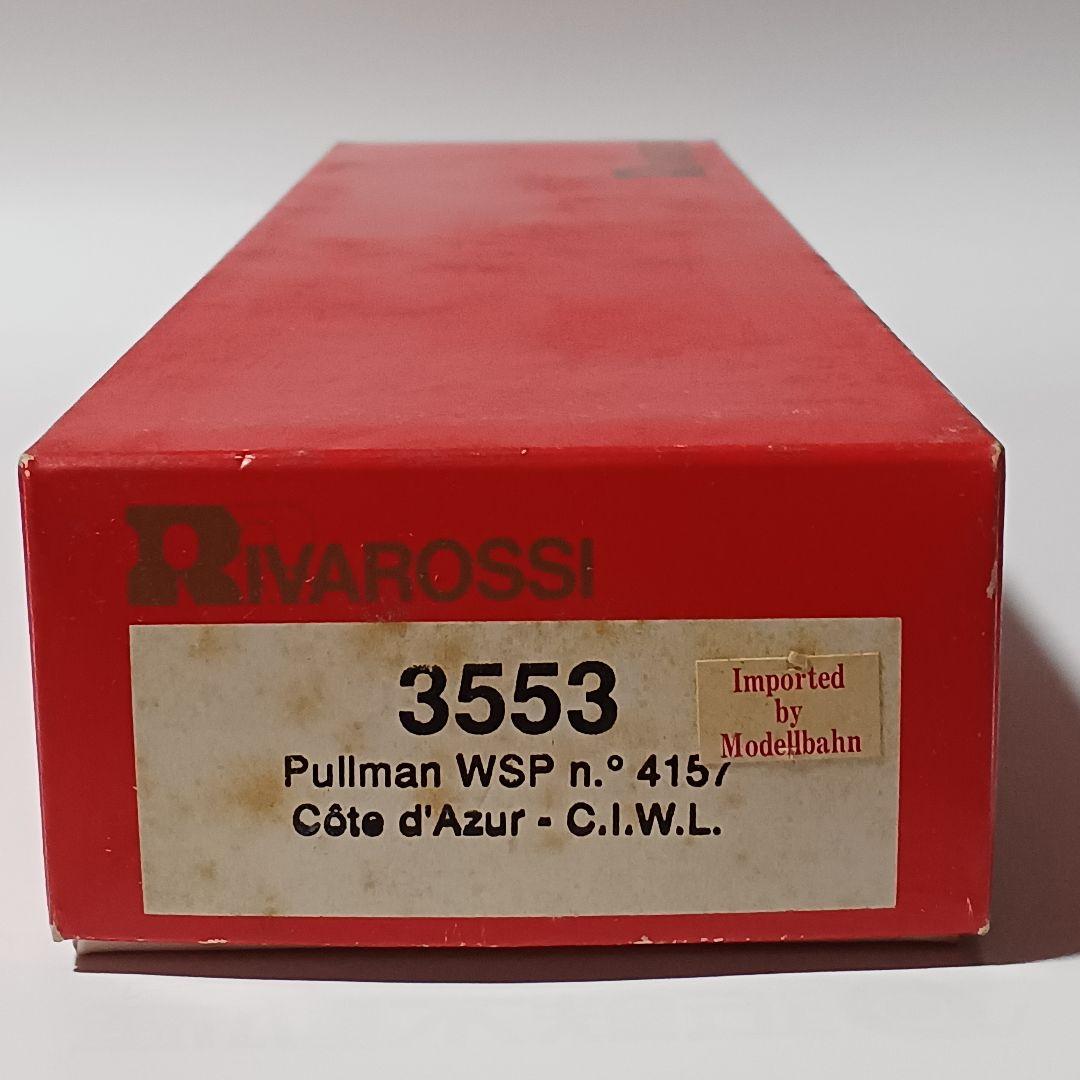 RIVAROSSI
3553
Imported
by
Modellbahn
Pullman WSP n.° 4157
Côte d'Azur - C.I.W.L.